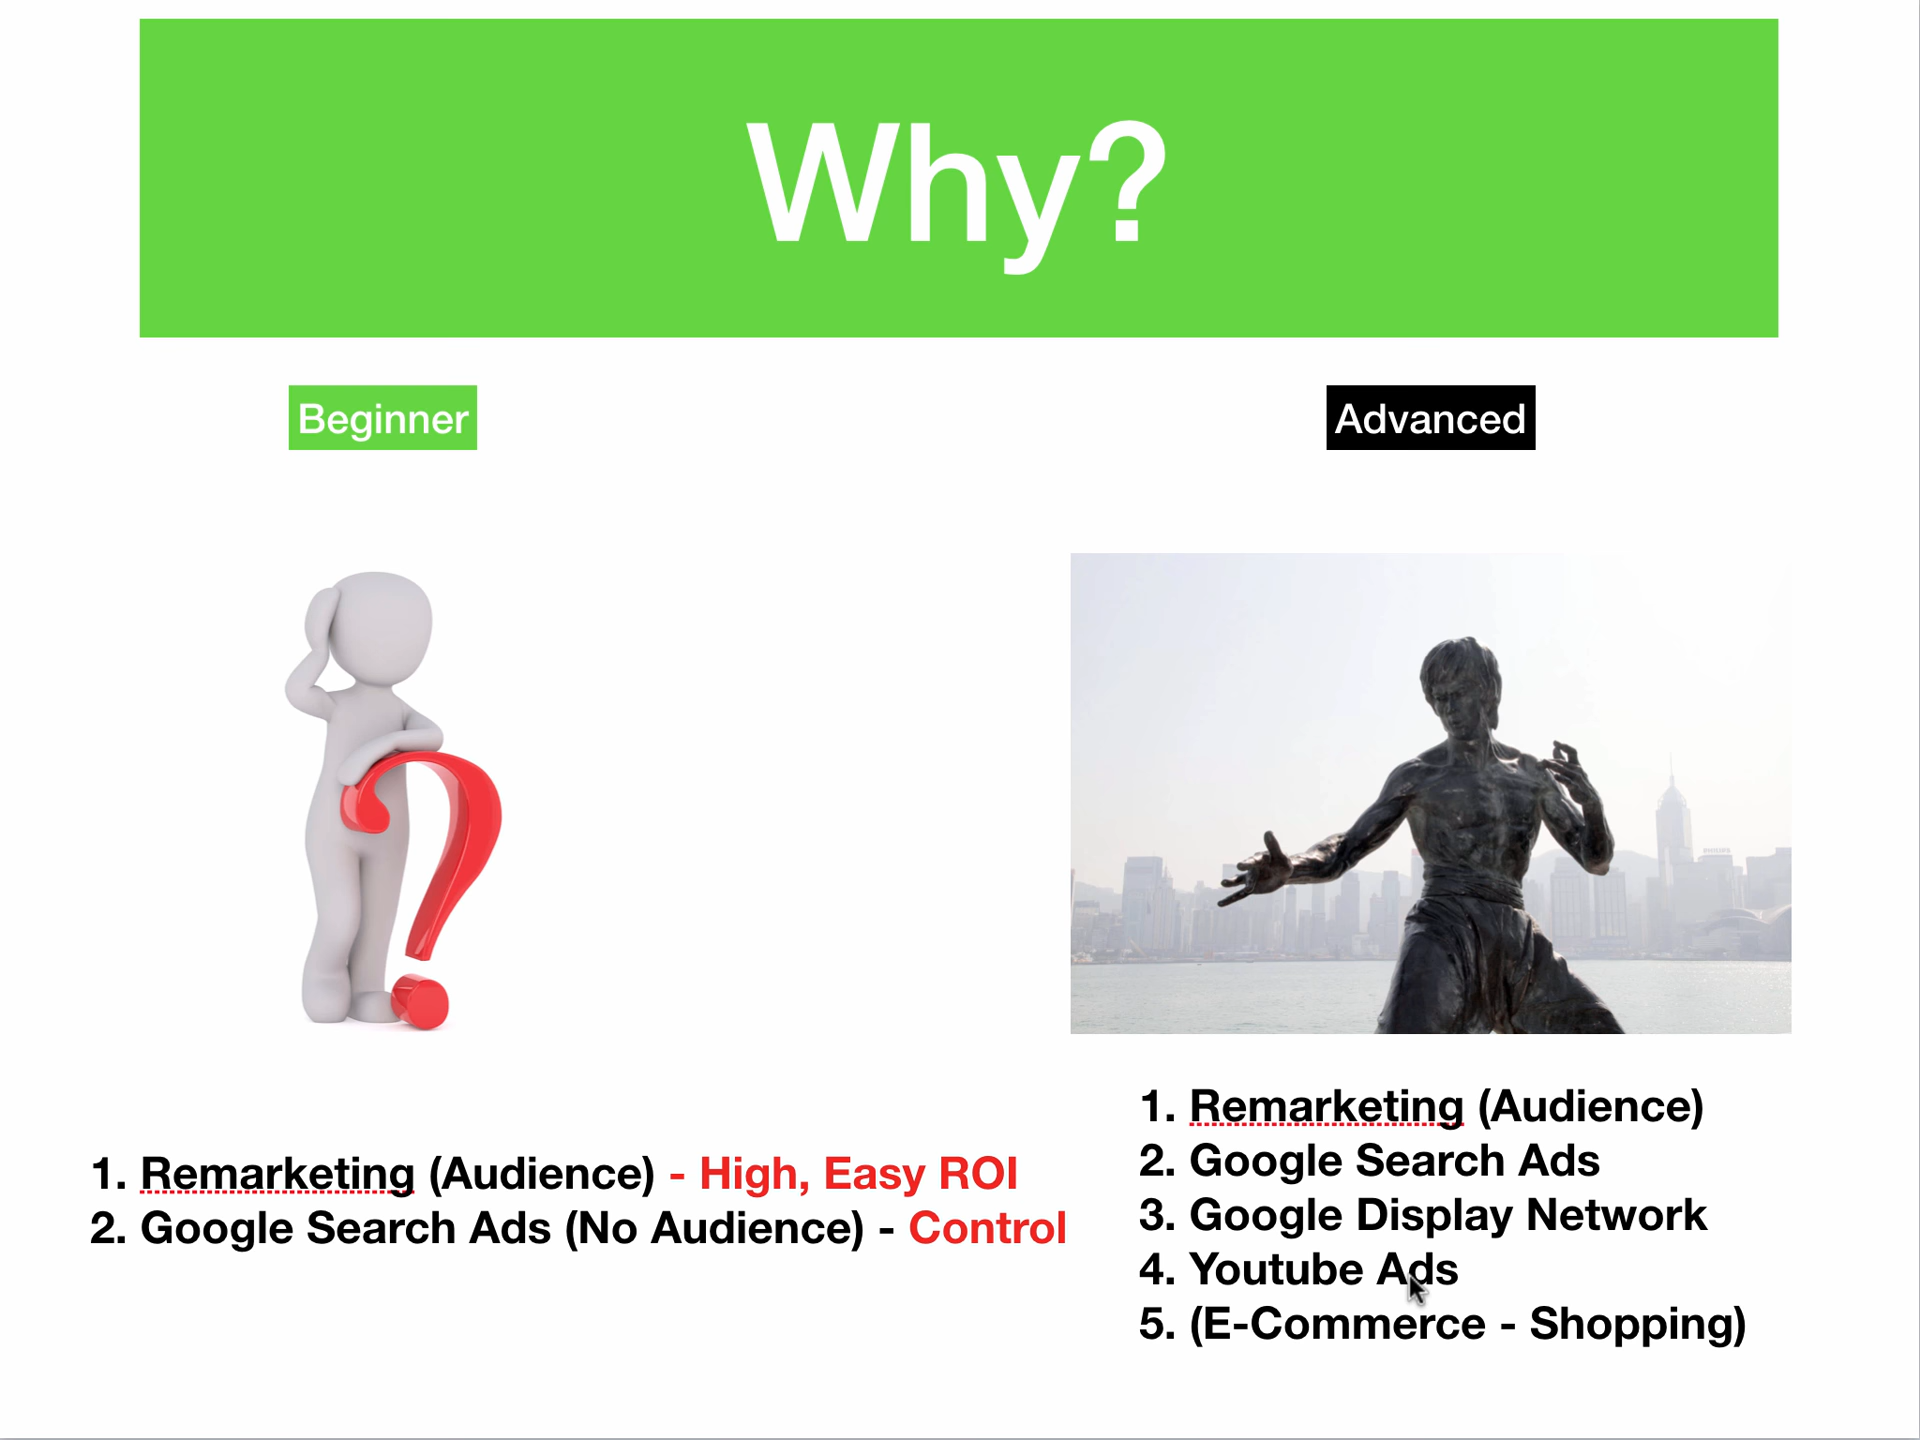 Why?
Beginner
Advanced
1. Remarketing (Audience) - High, Easy ROI
2. Google Search Ads (No Audience) - Control
1. Remarketing (Audience)
2. Google Search Ads
3. Google Display Network
4. Youtube Ads
5. (E-Commerce - Shopping)